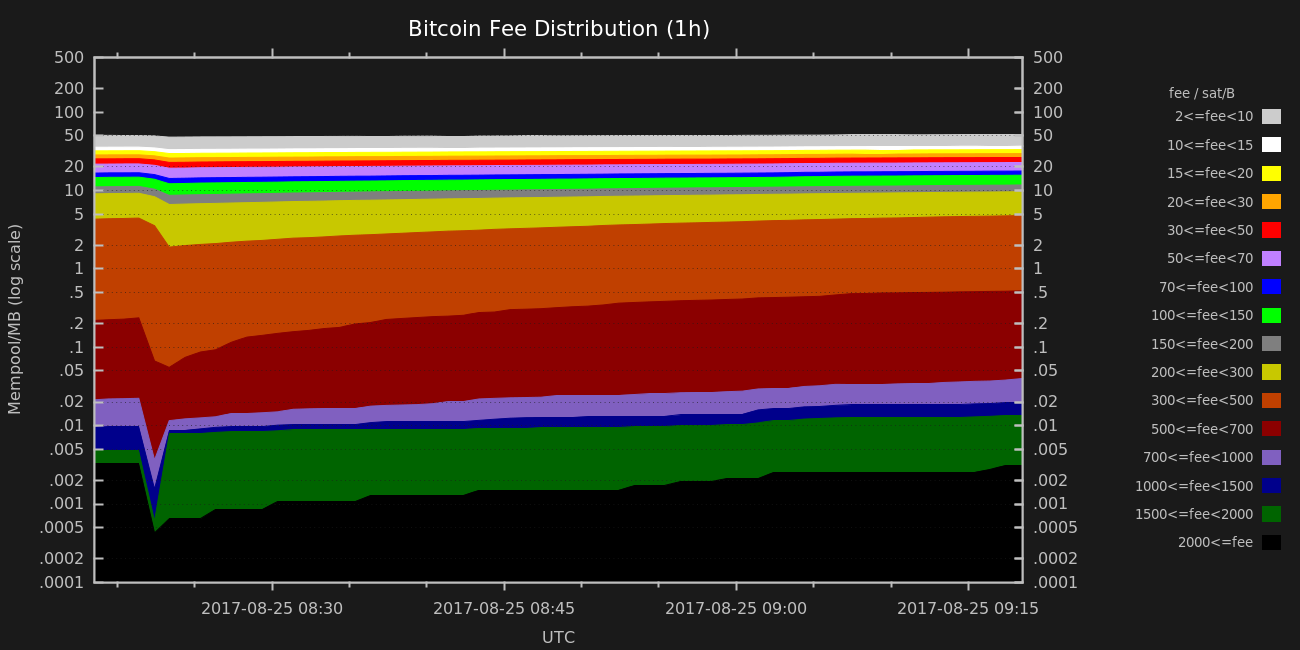 Bitcoin Fee Distribution (1h)
500 500
200 200
100 100
50 50
20 20
10 10
5 5
2 2
1 1
.5 .5
.2 .2
.1 .1
.05 .05
.02 .02
.01 .01
.005 .005
.002 .002
.001 .001
.0005 .0005
.0002 .0002
.0001 .0001
Mempool/MB (log scale)
2017-08-25 08:30 2017-08-25 08:45 2017-08-25 09:00 2017-08-25 09:15
UTC
fee / sat/B
2<=fee<10
10<=fee<15
15<=fee<20
20<=fee<30
30<=fee<50
50<=fee<70
70<=fee<100
100<=fee<150
150<=fee<200
200<=fee<300
300<=fee<500
500<=fee<700
700<=fee<1000
1000<=fee<1500
1500<=fee<2000
2000<=fee